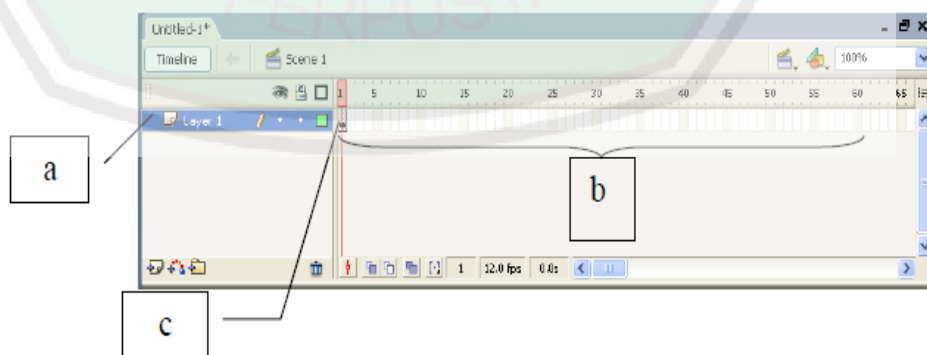 PERPUST
Untitled-1*
Timeline Scene 1 100%
1 5 10 15 20 25 30 35 40 45 50 55 60 65
Layer 1
a
b
1 12.0 fps 0.0s
c